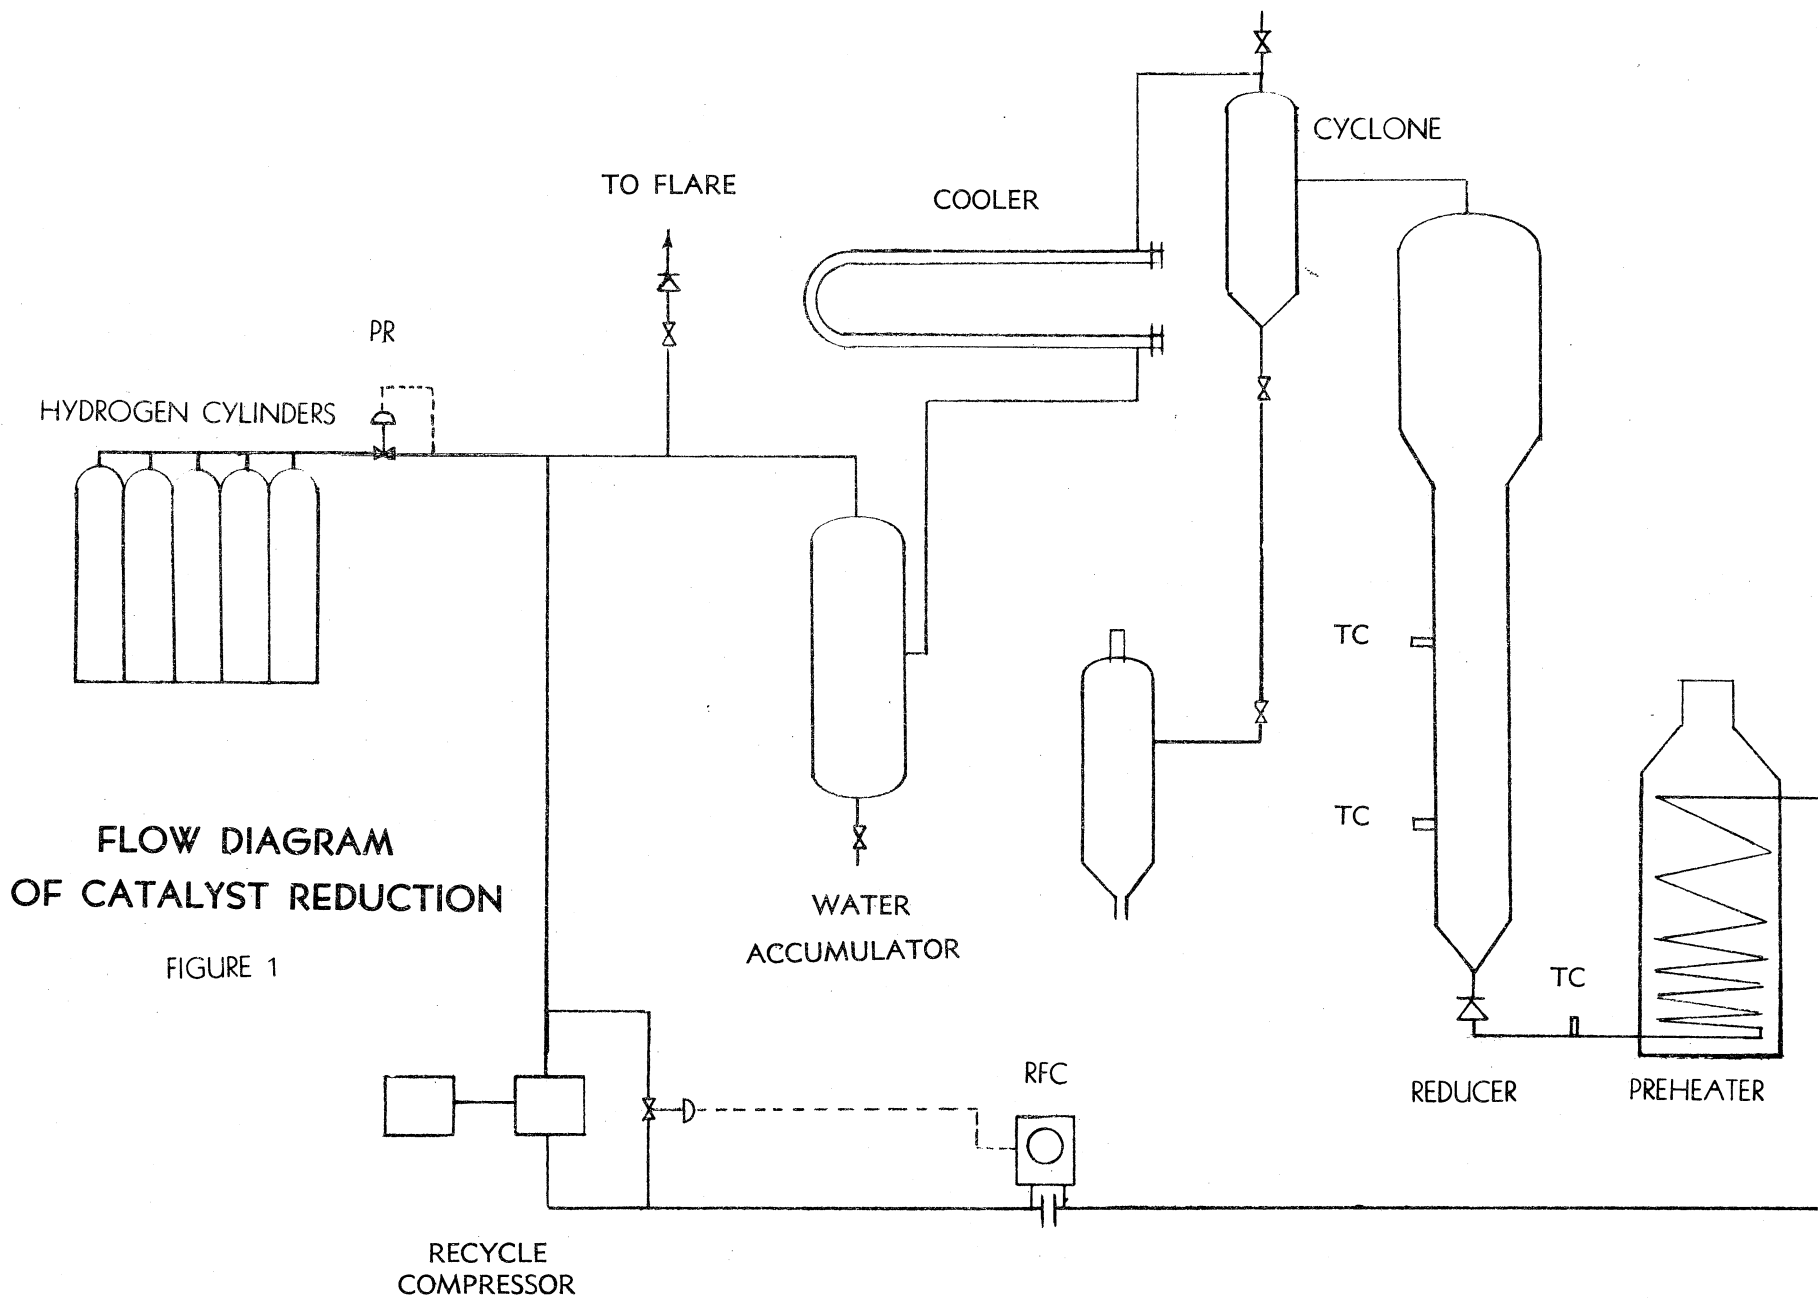 CYCLONE
TO FLARE
COOLER
PR
HYDROGEN CYLINDERS
TC
TC
FLOW DIAGRAM
OF CATALYST REDUCTION
FIGURE 1
WATER
ACCUMULATOR
TC
RFC
REDUCER
PREHEATER
RECYCLE
COMPRESSOR